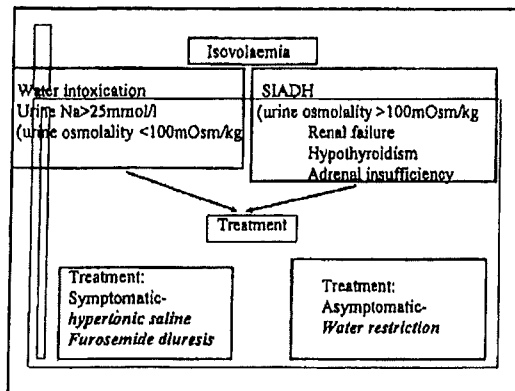 Isovolaemia
Water intoxication
Urine Na>25mmol/l
(urine osmolality <100mOsm/kg
SIADH
(urine osmolality >100mOsm/kg
Renal failure
Hypothyroidism
Adrenal insufficiency
Treatment
Treatment:
Symptomatic-
hypertonic saline
Furosemide diuresis
Treatment:
Asymptomatic-
Water restriction